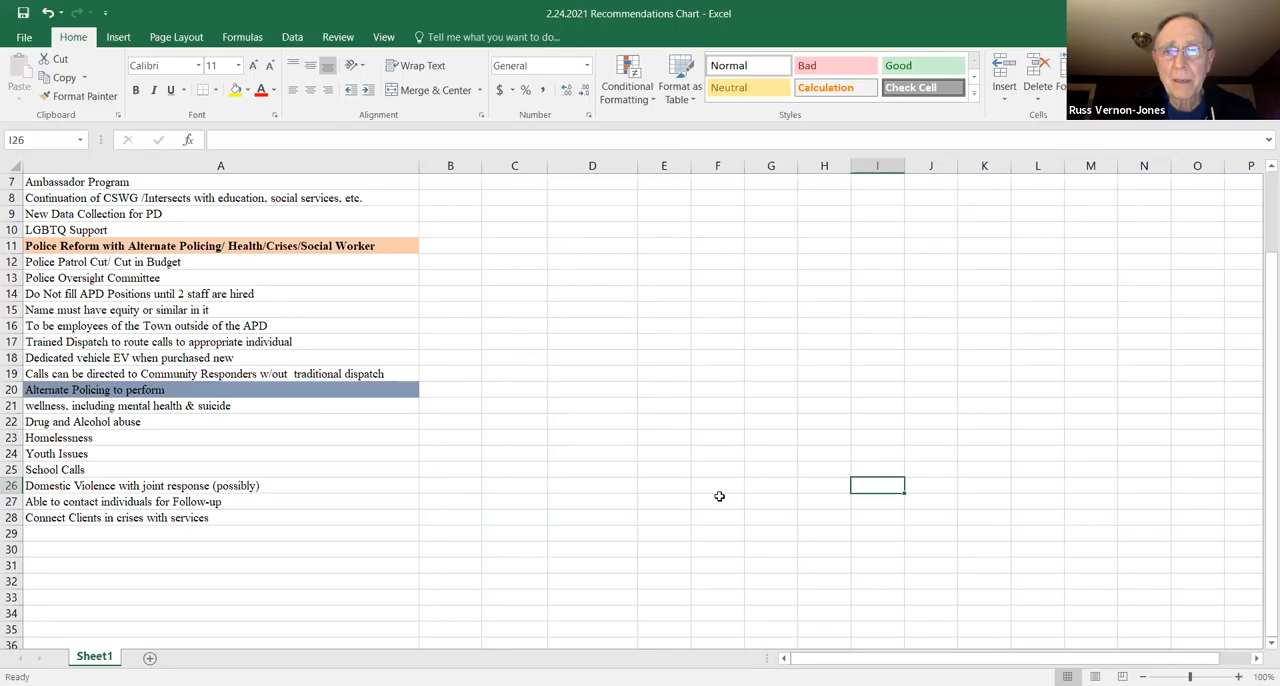 2.24.2021 Recommendations Chart - Excel
File Home Insert Page Layout Formulas Data Review View Tell me what you want to do...
Paste
Cut
Copy
Format Painter
Clipboard
Calibri 11
B I U
Font
Wrap Text
Merge & Center
Alignment
General
$ % ,
Number
Conditional Formatting
Format as Table
Normal Bad Good
Neutral Calculation Check Cell
Styles
Insert Delete Fo
Cells
Russ Vernon-Jones
I26 fx
A B C D E F G H I J K L M N O P
7 Ambassador Program
8 Continuation of CSWG /Intersects with education, social services, etc.
9 New Data Collection for PD
10 LGBTQ Support
11 Police Reform with Alternate Policing/ Health/Crises/Social Worker
12 Police Patrol Cut/ Cut in Budget
13 Police Oversight Committee
14 Do Not fill APD Positions until 2 staff are hired
15 Name must have equity or similar in it
16 To be employees of the Town outside of the APD
17 Trained Dispatch to route calls to appropriate individual
18 Dedicated vehicle EV when purchased new
19 Calls can be directed to Community Responders w/out traditional dispatch
20 Alternate Policing to perform
21 wellness, including mental health & suicide
22 Drug and Alcohol abuse
23 Homelessness
24 Youth Issues
25 School Calls
26 Domestic Violence with joint response (possibly)
27 Able to contact individuals for Follow-up
28 Connect Clients in crises with services
29
30
31
32
33
34
35
36
Sheet1
Ready
100%